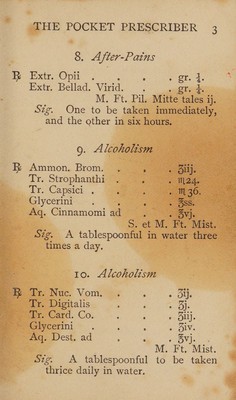 THE POCKET PRESCRIBER 3
8. After-Pains
℞ Extr. Opii . . . . gr. ¾.
Extr. Bellad. Virid. . . gr. ¼.
M. Ft. Pil. Mitte tales ij.
Sig. One to be taken immediately,
and the other in six hours.
9. Alcoholism
℞ Ammon. Brom. . . . ʒiij.
Tr. Strophanthi . . . ♏24.
Tr. Capsici . . . . ♏36.
Glycerini . . . . ℥ss.
Aq. Cinnamomi ad . . ℥vj.
S. et M. Ft. Mist.
Sig. A tablespoonful in water three
times a day.
10. Alcoholism
℞ Tr. Nuc. Vom. . . . ʒij.
Tr. Digitalis . . . ʒj.
Tr. Card. Co. . . . ʒiij.
Glycerini . . . . ʒiv.
Aq. Dest. ad . . . ℥vj.
M. Ft. Mist.
Sig. A tablespoonful to be taken
thrice daily in water.